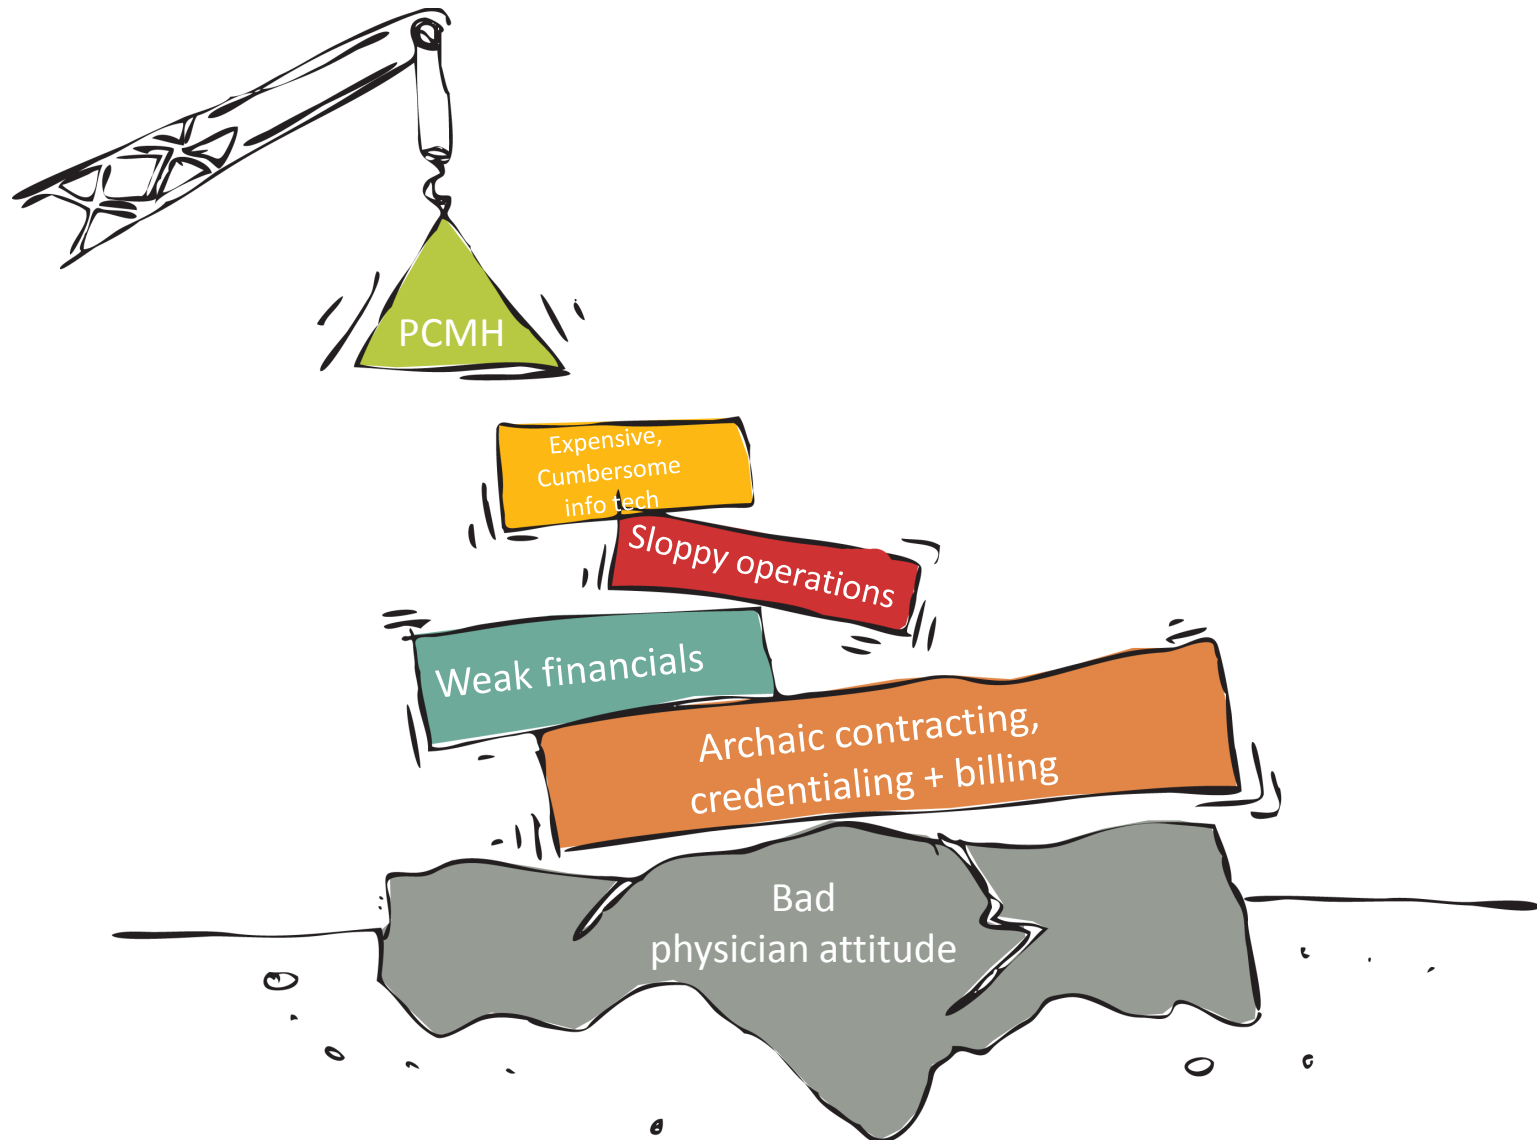 PCMH
Expensive,
Cumbersome
info tech
Sloppy operations
Weak financials
Archaic contracting,
credentialing + billing
Bad
physician attitude